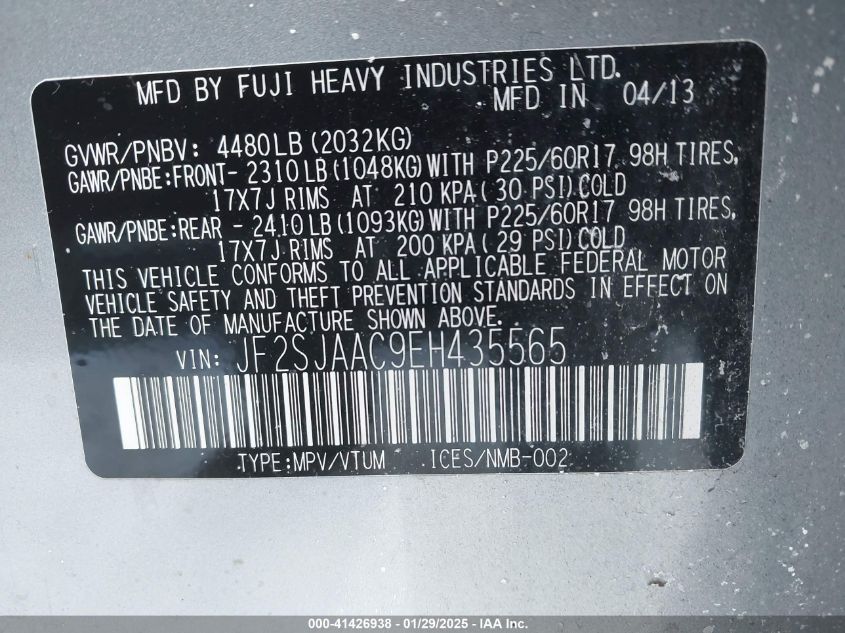 MFD BY FUJI HEAVY INDUSTRIES LTD.
MFD IN 04/13
GVWR/PNBV: 4480LB(2032KG)
GAWR/PNBE:FRONT- 2310LB(1048KG)WITH P225/60R17 98H TIRES,
17X7J RIMS AT 210 KPA(30 PSI)COLD
GAWR/PNBE:REAR - 2410LB(1093KG)WITH P225/60R17 98H TIRES,
17X7J RIMS AT 200 KPA(29 PSI)COLD
THIS VEHICLE CONFORMS TO ALL APPLICABLE FEDERAL MOTOR
VEHICLE SAFETY AND THEFT PREVENTION STANDARDS IN EFFECT ON
THE DATE OF MANUFACTURE SHOWN ABOVE.
VIN: JF2SJAAC9EH435565
TYPE:MPV/VTUM ICES/NMB-002
000-41426938 - 01/29/2025 - IAA Inc.